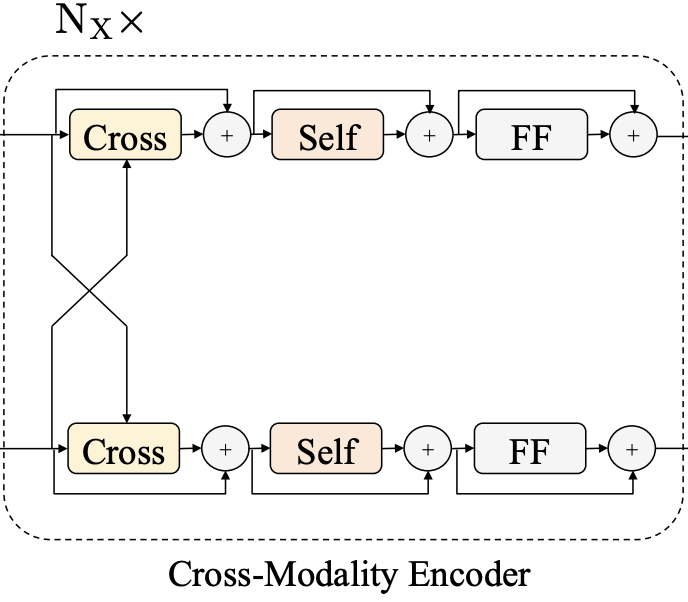 N_X ×
Cross + Self + FF +
Cross + Self + FF +
Cross-Modality Encoder